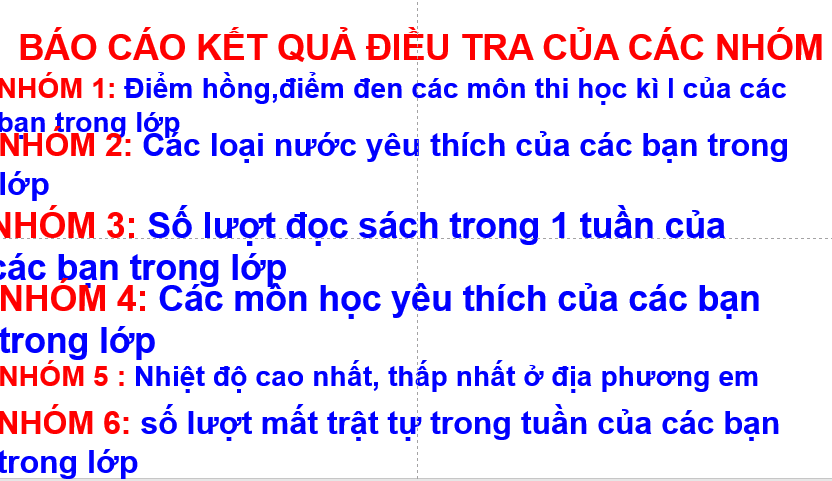 BÁO CÁO KẾT QUẢ ĐIỀU TRA CỦA CÁC NHÓM
NHÓM 1: Điểm hồng,điểm đen các môn thi học kì I của các
bạn trong lớp
NHÓM 2: Các loại nước yêu thích của các bạn trong
lớp
NHÓM 3: Số lượt đọc sách trong 1 tuần của
các bạn trong lớp
NHÓM 4: Các môn học yêu thích của các bạn
trong lớp
NHÓM 5 : Nhiệt độ cao nhất, thấp nhất ở địa phương em
NHÓM 6: số lượt mất trật tự trong tuần của các bạn
trong lớp